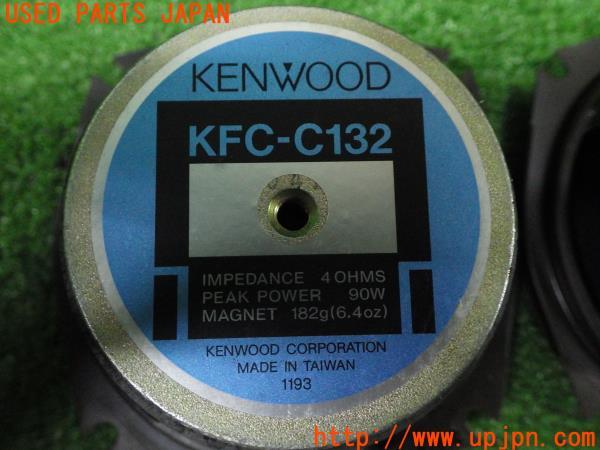 USED PARTS JAPAN
KENWOOD
KFC-C132
IMPEDANCE 4 OHMS
PEAK POWER 90W
MAGNET 182g(6.4oz)
KENWOOD CORPORATION
MADE IN TAIWAN
1193
http://www.upjpn.com/